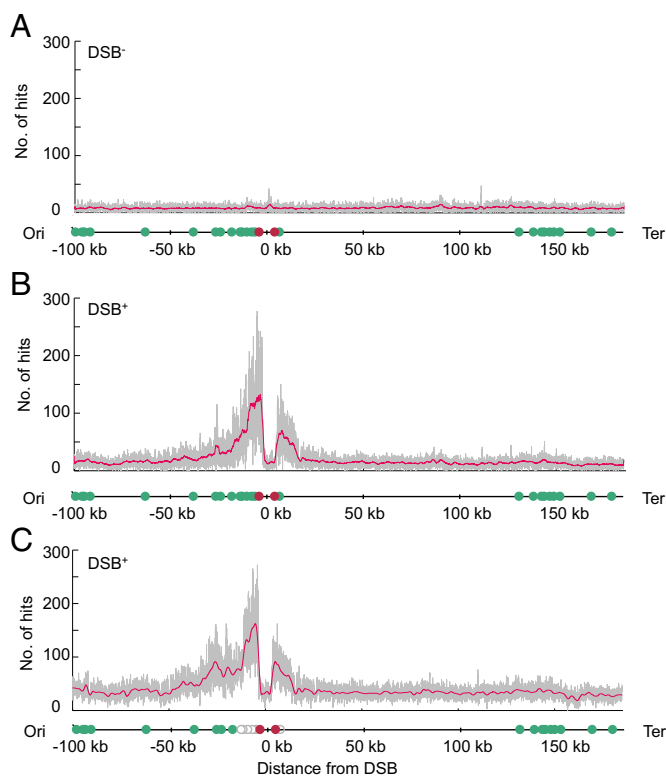 A
DSB-
300
200
100
0
No. of hits
Ori
Ter
-100 kb -50 kb 0 kb 50 kb 100 kb 150 kb
B
DSB+
300
200
100
0
No. of hits
Ori
Ter
-100 kb -50 kb 0 kb 50 kb 100 kb 150 kb
C
DSB+
300
200
100
0
No. of hits
Ori
Ter
-100 kb -50 kb 0 kb 50 kb 100 kb 150 kb
Distance from DSB